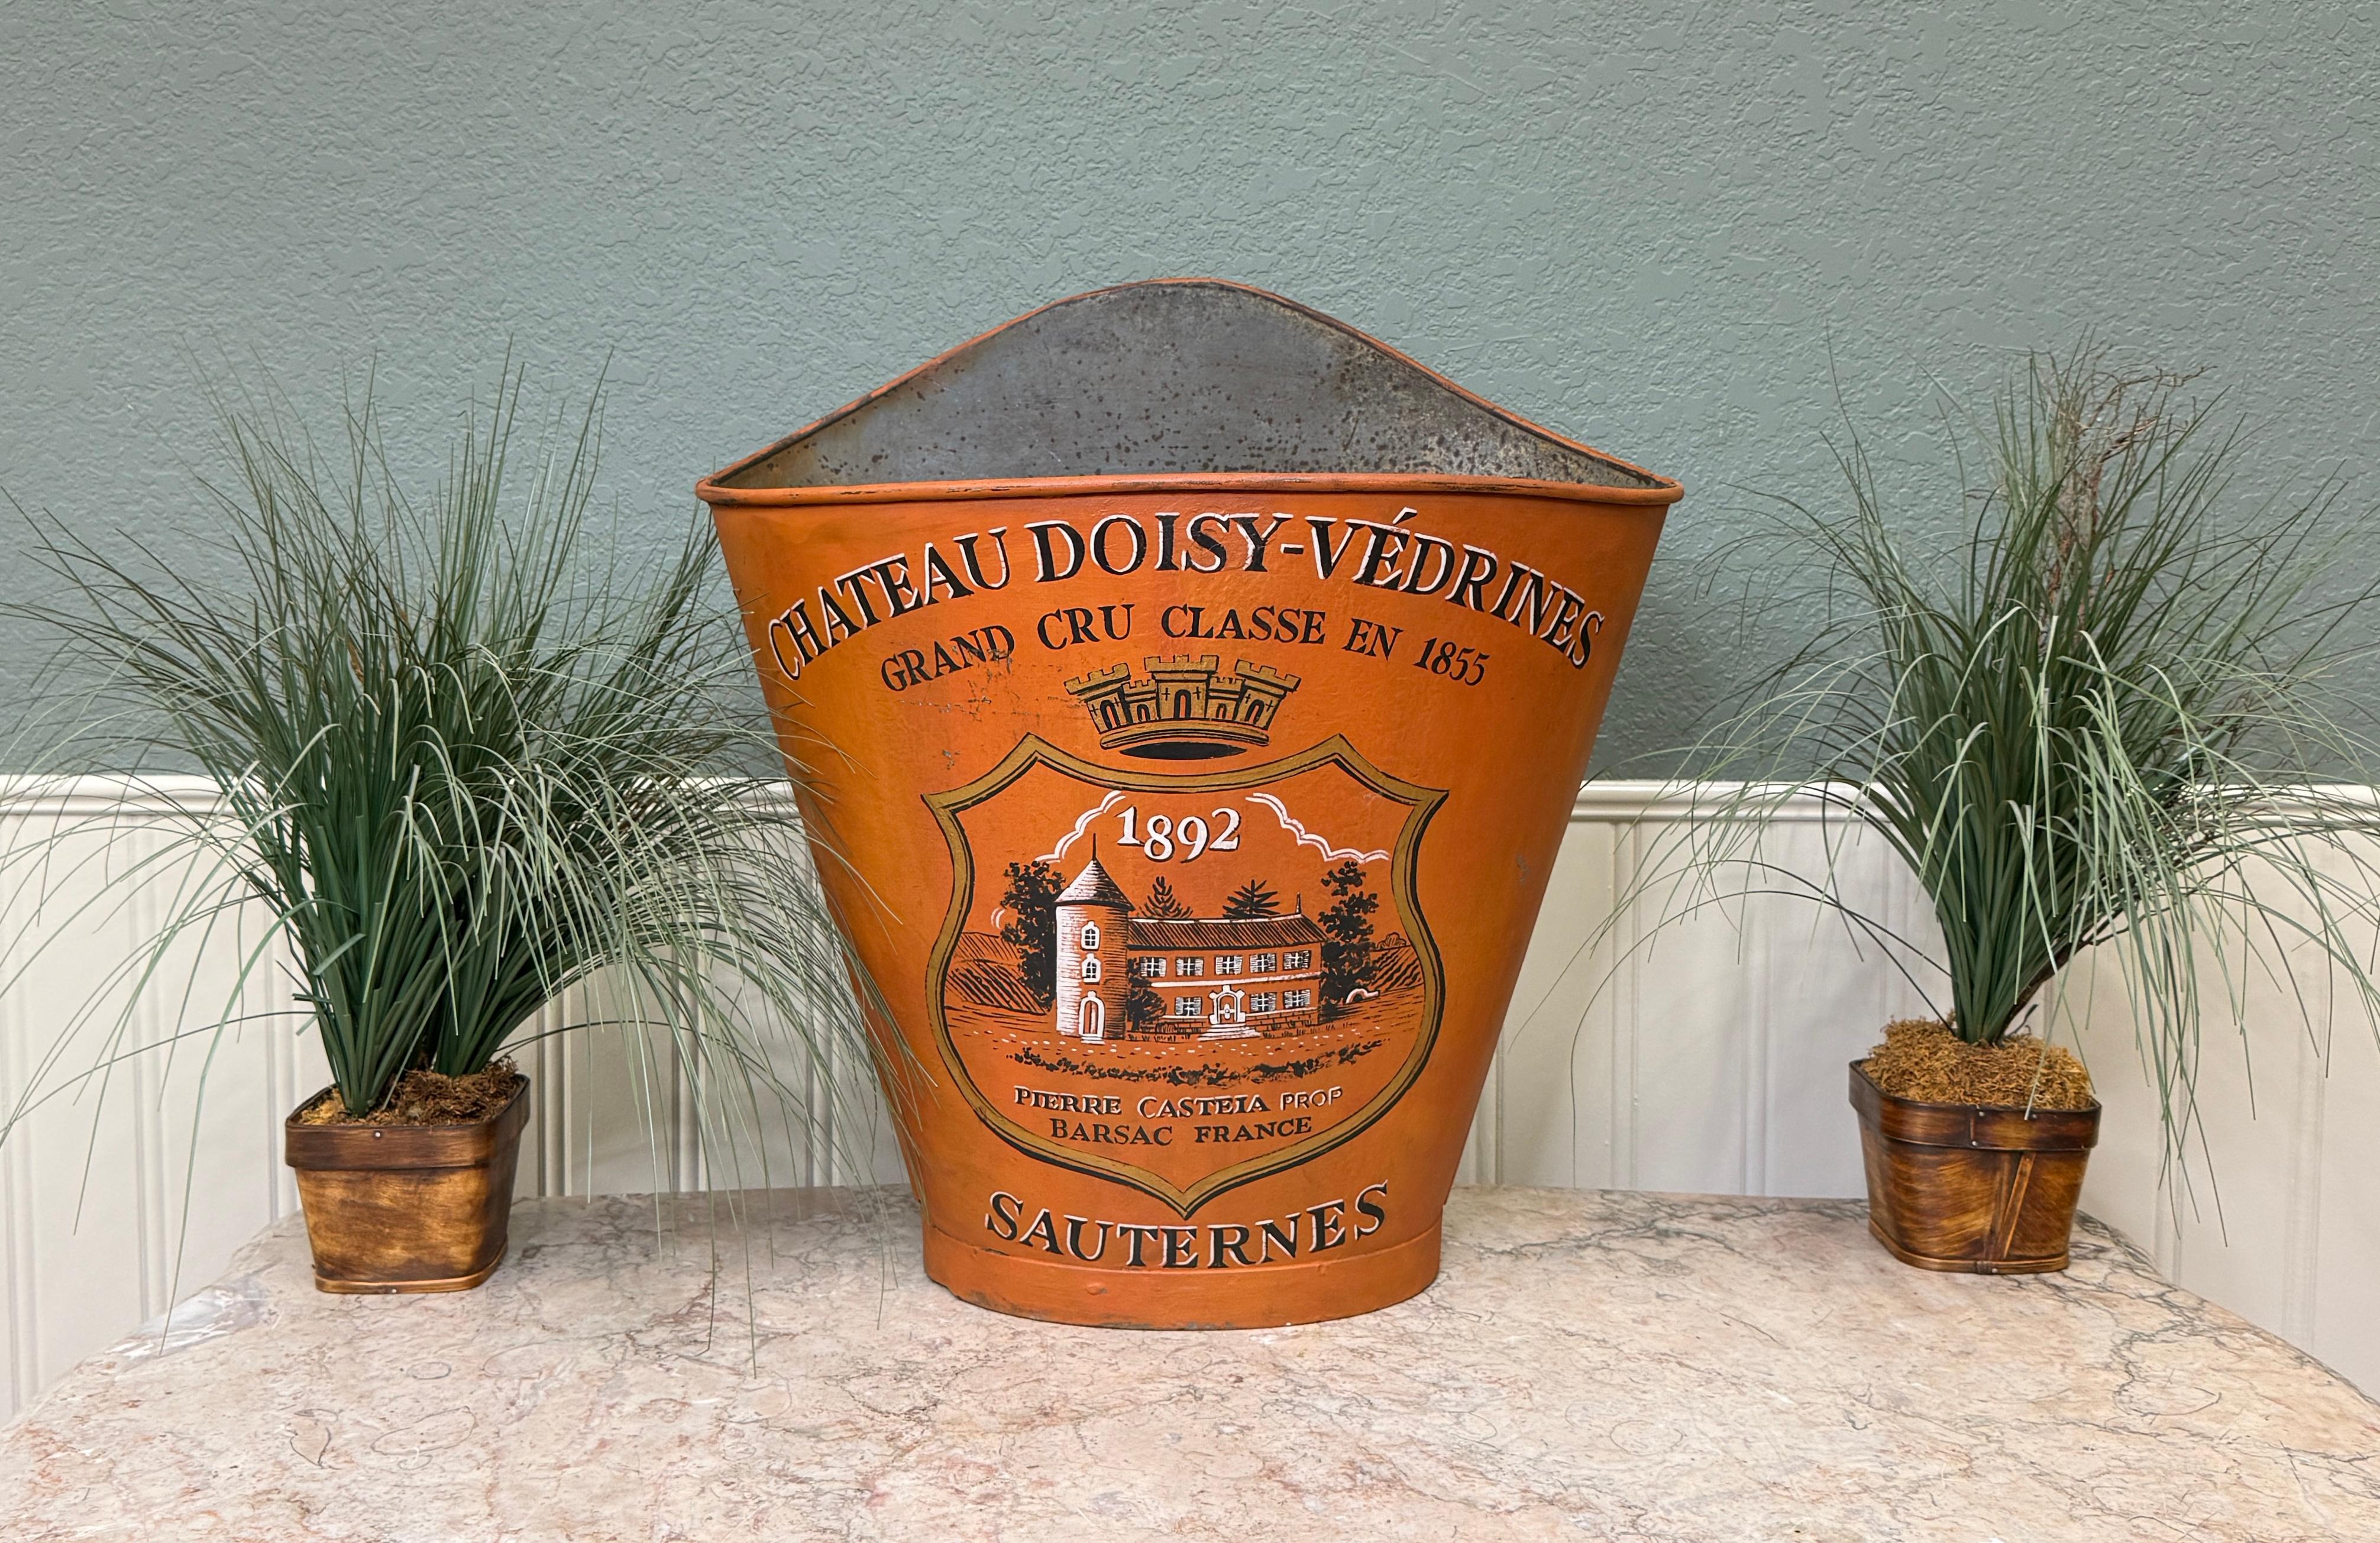 CHATEAU DOISY-VÉDRINES
GRAND CRU CLASSE EN 1855
1892
PIERRE CASTEIA PROP
BARSAC FRANCE
SAUTERNES